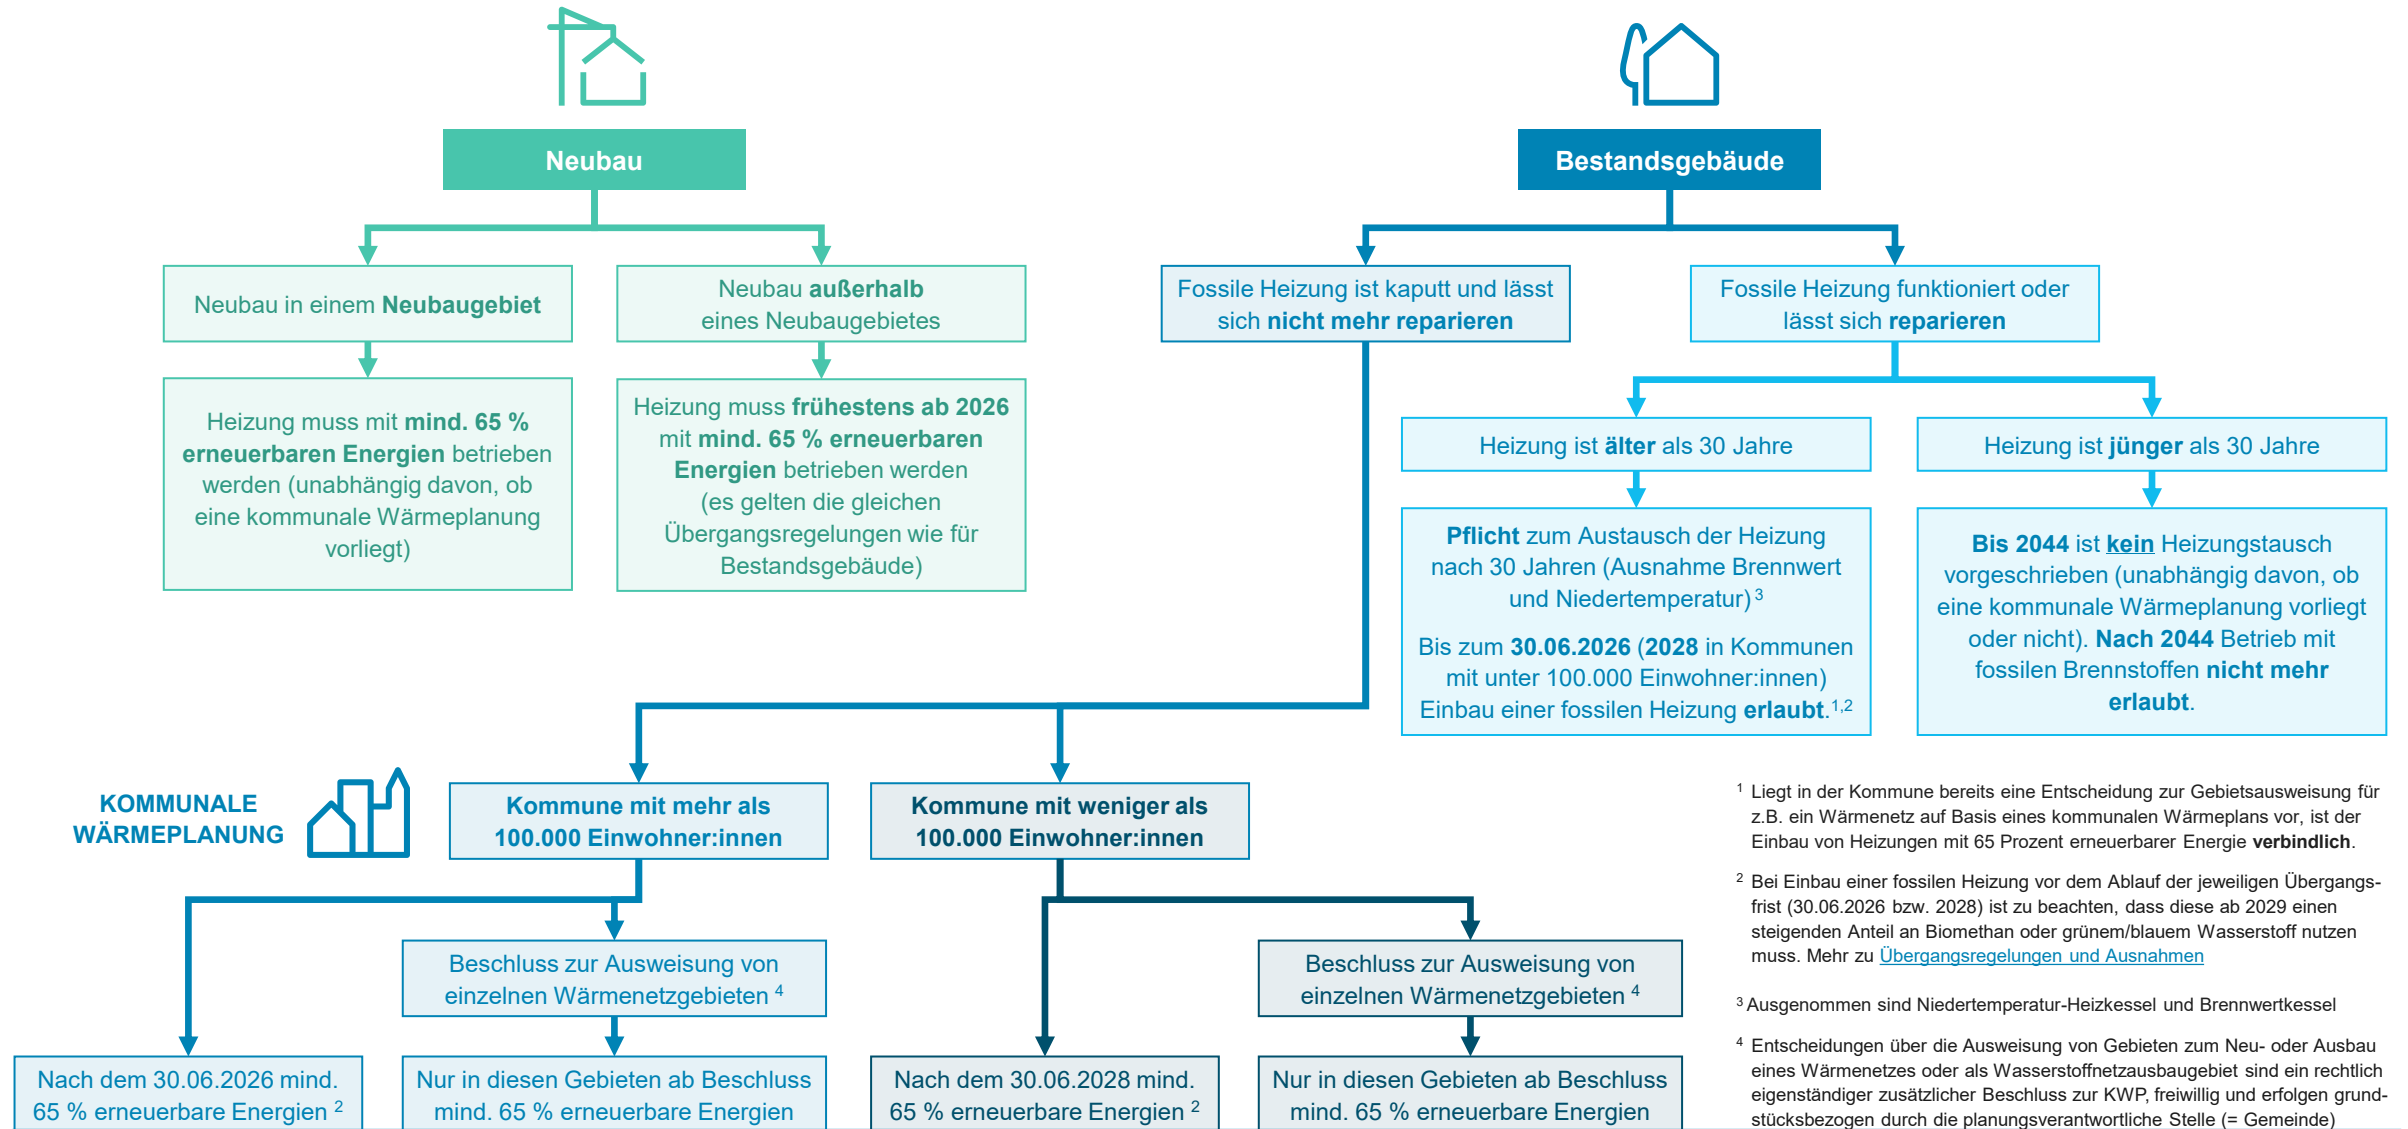 Neubau
Neubau in einem Neubaugebiet
Heizung muss mit mind. 65 %
erneuerbaren Energien betrieben
werden (unabhängig davon, ob
eine kommunale Wärmeplanung
vorliegt)
Neubau außerhalb
eines Neubaugebietes
Heizung muss frühestens ab 2026
mit mind. 65 % erneuerbaren
Energien betrieben werden
(es gelten die gleichen
Übergangsregelungen wie für
Bestandsgebäude)
Bestandsgebäude
Fossile Heizung ist kaputt und lässt
sich nicht mehr reparieren
Fossile Heizung funktioniert oder
lässt sich reparieren
Heizung ist älter als 30 Jahre
Pflicht zum Austausch der Heizung
nach 30 Jahren (Ausnahme Brennwert
und Niedertemperatur) 3
Bis zum 30.06.2026 (2028 in Kommunen
mit unter 100.000 Einwohner:innen)
Einbau einer fossilen Heizung erlaubt.1,2
Heizung ist jünger als 30 Jahre
Bis 2044 ist kein Heizungstausch
vorgeschrieben (unabhängig davon, ob
eine kommunale Wärmeplanung vorliegt
oder nicht). Nach 2044 Betrieb mit
fossilen Brennstoffen nicht mehr
erlaubt.
KOMMUNALE
WÄRMEPLANUNG
Kommune mit mehr als
100.000 Einwohner:innen
Nach dem 30.06.2026 mind.
65 % erneuerbare Energien 2
Beschluss zur Ausweisung von
einzelnen Wärmenetzgebieten 4
Nur in diesen Gebieten ab Beschluss
mind. 65 % erneuerbare Energien
Kommune mit weniger als
100.000 Einwohner:innen
Nach dem 30.06.2028 mind.
65 % erneuerbare Energien 2
Beschluss zur Ausweisung von
einzelnen Wärmenetzgebieten 4
Nur in diesen Gebieten ab Beschluss
mind. 65 % erneuerbare Energien
1 Liegt in der Kommune bereits eine Entscheidung zur Gebietsausweisung für
z.B. ein Wärmenetz auf Basis eines kommunalen Wärmeplans vor, ist der
Einbau von Heizungen mit 65 Prozent erneuerbarer Energie verbindlich.
2 Bei Einbau einer fossilen Heizung vor dem Ablauf der jeweiligen Übergangs-
frist (30.06.2026 bzw. 2028) ist zu beachten, dass diese ab 2029 einen
steigenden Anteil an Biomethan oder grünem/blauem Wasserstoff nutzen
muss. Mehr zu Übergangsregelungen und Ausnahmen
3 Ausgenommen sind Niedertemperatur-Heizkessel und Brennwertkessel
4 Entscheidungen über die Ausweisung von Gebieten zum Neu- oder Ausbau
eines Wärmenetzes oder als Wasserstoffnetzausbaugebiet sind ein rechtlich
eigenständiger zusätzlicher Beschluss zur KWP, freiwillig und erfolgen grund-
stücksbezogen durch die planungsverantwortliche Stelle (= Gemeinde)